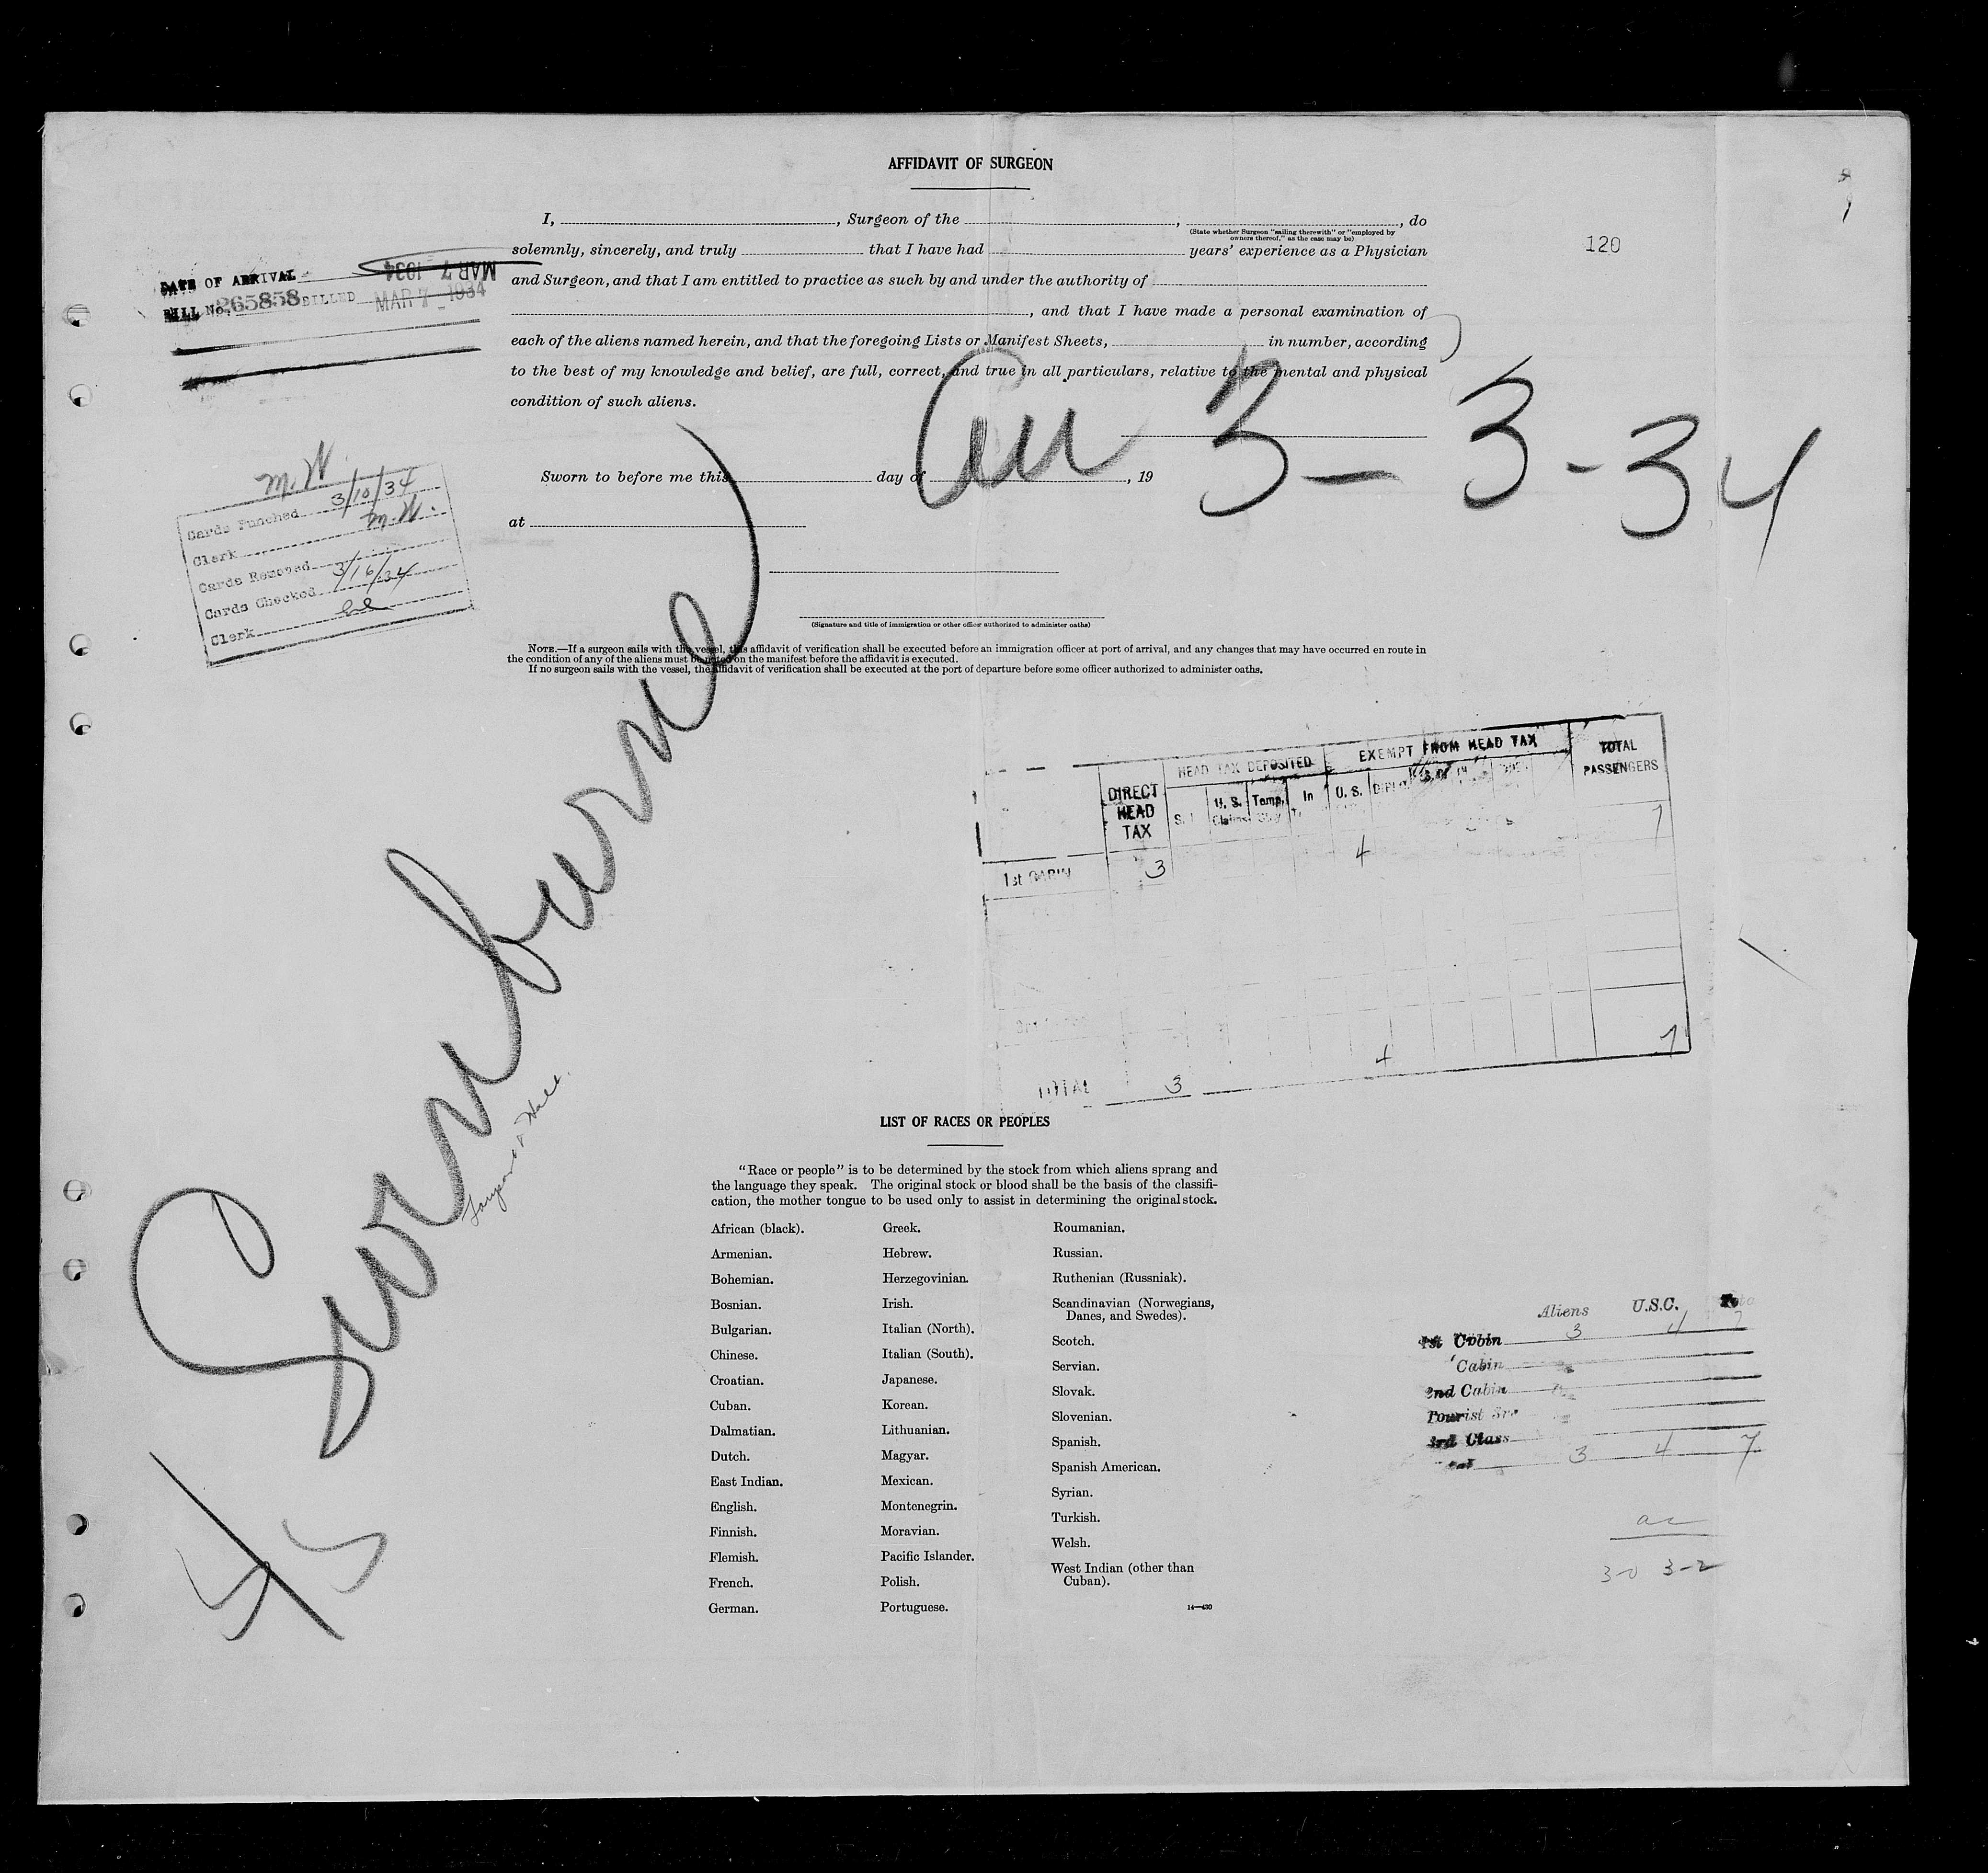 AFFIDAVIT OF SURGEON
I, , Surgeon of the , , do
(State whether Surgeon "sailing therewith" or "employed by
owners thereof," as the case may be)
solemnly, sincerely, and truly that I have had years' experience as a Physician
120
and Surgeon, and that I am entitled to practice as such by and under the authority of
DATE OF ARRIVAL MAR 7 1934
BILL No. 265858 BILLED MAR 7 - 1934
, and that I have made a personal examination of
each of the aliens named herein, and that the foregoing Lists or Manifest Sheets, in number, according
to the best of my knowledge and belief, are full, correct, and true in all particulars, relative to the mental and physical
condition of such aliens.
3 - 3 - 34
Sworn to before me this day of , 19
at
M.W.
Cards Punched 3/10/34
Clerk M.W.
Cards Removed
Cards Checked 3/16/34
Clerk
(Signature and title of immigration or other officer authorized to administer oaths)
NOTE.—If a surgeon sails with the vessel, this affidavit of verification shall be executed before an immigration officer at port of arrival, and any changes that may have occurred en route in
the condition of any of the aliens must be noted on the manifest before the affidavit is executed.
If no surgeon sails with the vessel, the affidavit of verification shall be executed at the port of departure before some officer authorized to administer oaths.
HEAD TAX DEPOSITED EXEMPT FROM HEAD TAX TOTAL PASSENGERS
DIRECT HEAD TAX S.I. U. S. Claims Temp. Stay In U. S.
1st CABIN 3 4 7
TOTAL 3 4 7
LIST OF RACES OR PEOPLES
"Race or people" is to be determined by the stock from which aliens sprang and
the language they speak. The original stock or blood shall be the basis of the classifi-
cation, the mother tongue to be used only to assist in determining the original stock.
African (black).
Armenian.
Bohemian.
Bosnian.
Bulgarian.
Chinese.
Croatian.
Cuban.
Dalmatian.
Dutch.
East Indian.
English.
Finnish.
Flemish.
French.
German.
Greek.
Hebrew.
Herzegovinian.
Irish.
Italian (North).
Italian (South).
Japanese.
Korean.
Lithuanian.
Magyar.
Mexican.
Montenegrin.
Moravian.
Pacific Islander.
Polish.
Portuguese.
Roumanian.
Russian.
Ruthenian (Russniak).
Scandinavian (Norwegians,
Danes, and Swedes).
Scotch.
Servian.
Slovak.
Slovenian.
Spanish.
Spanish American.
Syrian.
Turkish.
Welsh.
West Indian (other than
Cuban).
14—430
Aliens U.S.C.
1st Cabin 3 4 7
Cabin
2nd Cabin
Tourist
3rd Class
3 4 7